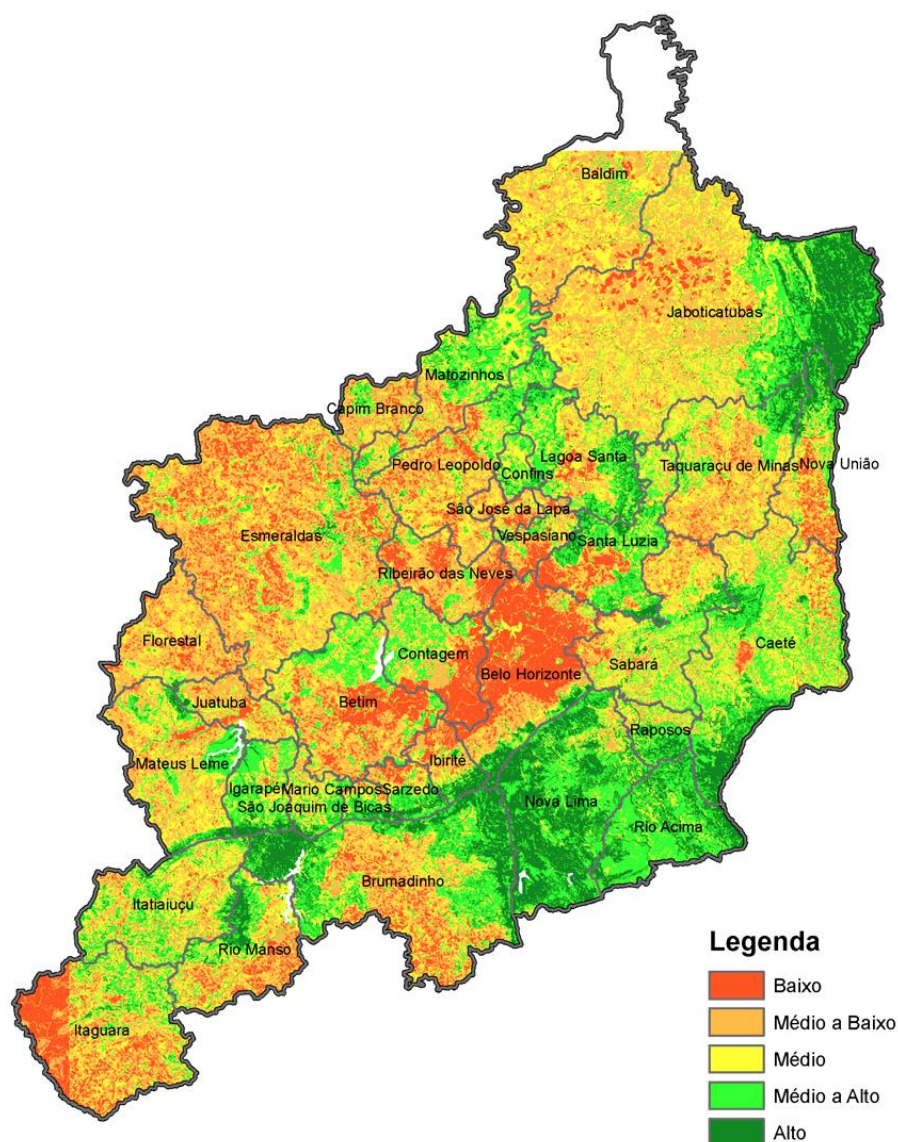 Baldim
Jaboticatubas
Matozinhos
Capim Branco
Lagoa Santa
Pedro Leopoldo
Confins
Taquaraçu de Minas
Nova União
São José da Lapa
Esmeraldas
Vespasiano
Santa Luzia
Ribeirão das Neves
Florestal
Contagem
Caeté
Sabará
Belo Horizonte
Juatuba
Betim
Raposos
Mateus Leme
Ibirité
Igarapé
Mario Campos
Sarzedo
São Joaquim de Bicas
Nova Lima
Rio Acima
Brumadinho
Itatiaiuçu
Rio Manso
Itaguara
Legenda
Baixo
Médio a Baixo
Médio
Médio a Alto
Alto